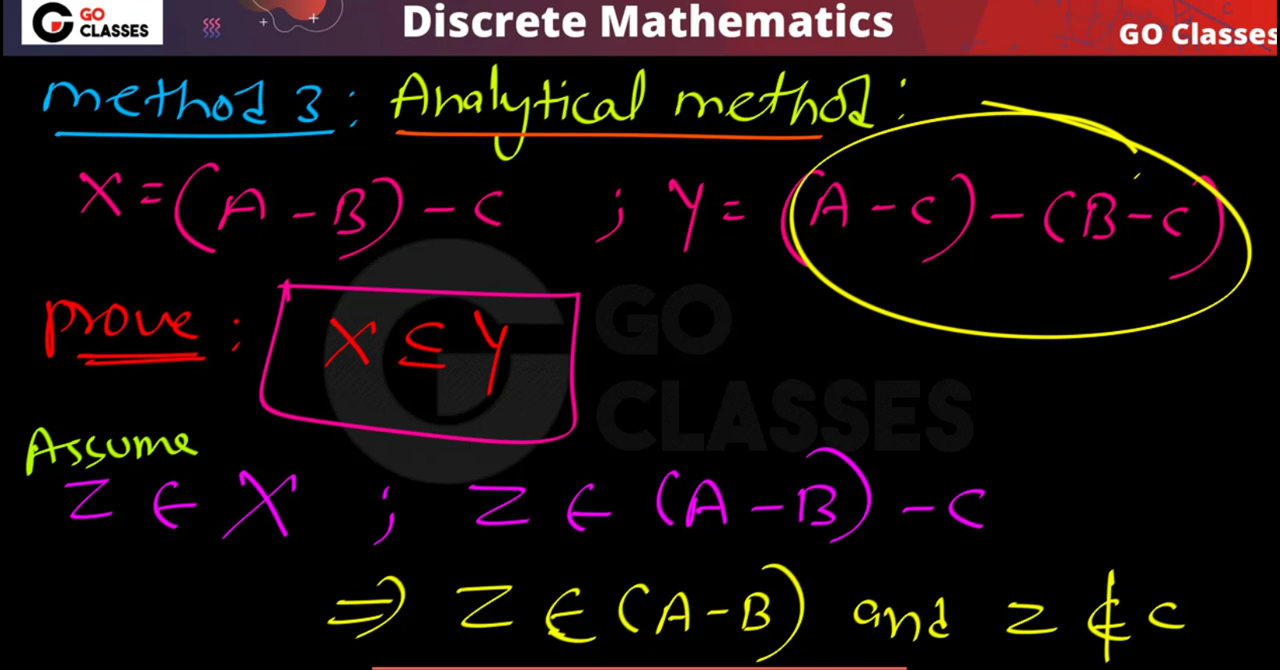 GO CLASSES
Discrete Mathematics
GO Classes
method 3 : Analytical method :
X = (A - B) - C ; Y = (A - C) - (B - C)
prove : X ⊆ Y
GO CLASSES
Assume
Z ∈ X ; Z ∈ (A - B) - C
⇒ Z ∈ (A - B) and Z ∉ C